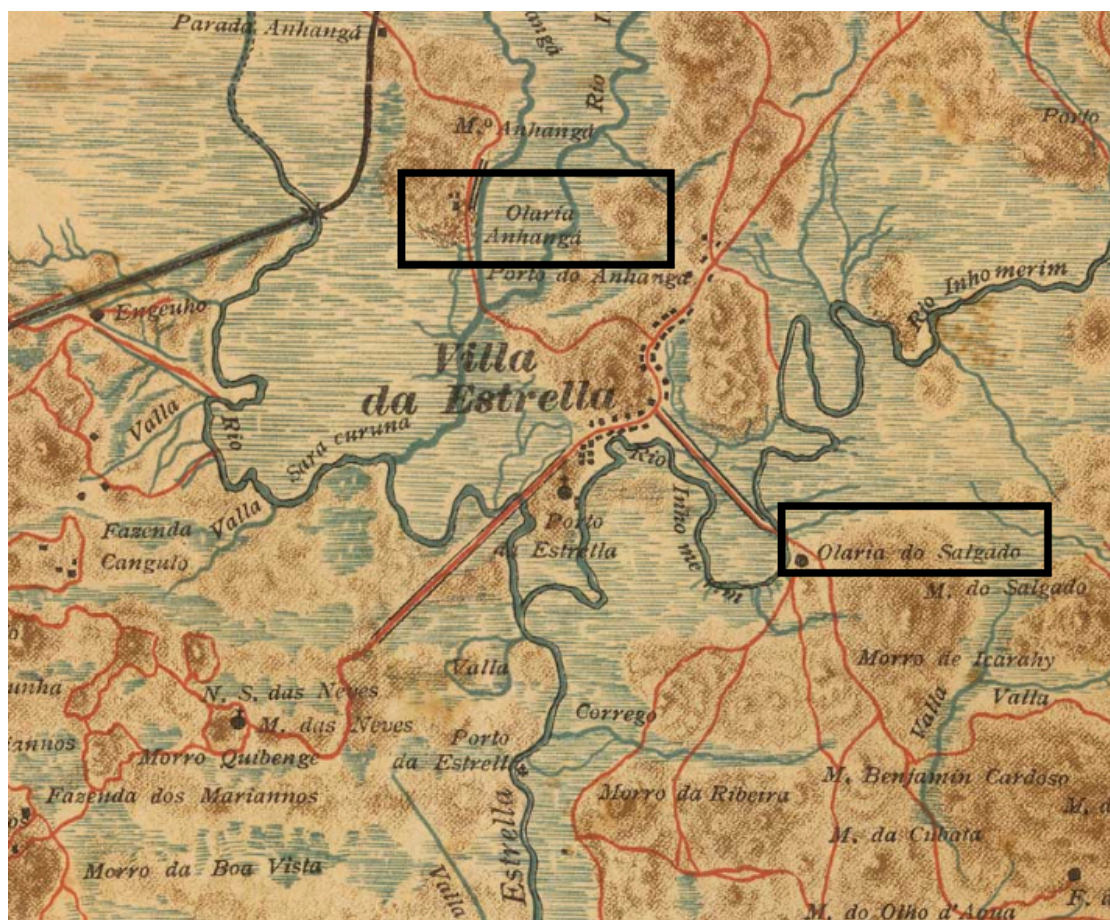 Parada Anhangá
Rio
M.º Anhangá
Porto
Olaria
Anhangá
Porto do Anhangá
Rio Inhomerim
Engenho
Villa
da Estrella
Valla
Rio
Sara curuna
Rio
Inho me rim
Valla
Fazenda
Cangulo
Porto
da Estrella
Olaria do Salgado
M. do Salgado
Morro de Icarahy
Valla
Valla
Valla
N. S. das Neves
M. das Neves
Corrego
Morro Quibenge
Porto
da Estrella
M. Benjamin Cardoso
Fazenda dos Mariannos
Morro da Ribeira
M. da Cubata
Estrella
Morro da Boa Vista
Valla
M. do Olho d'Agua